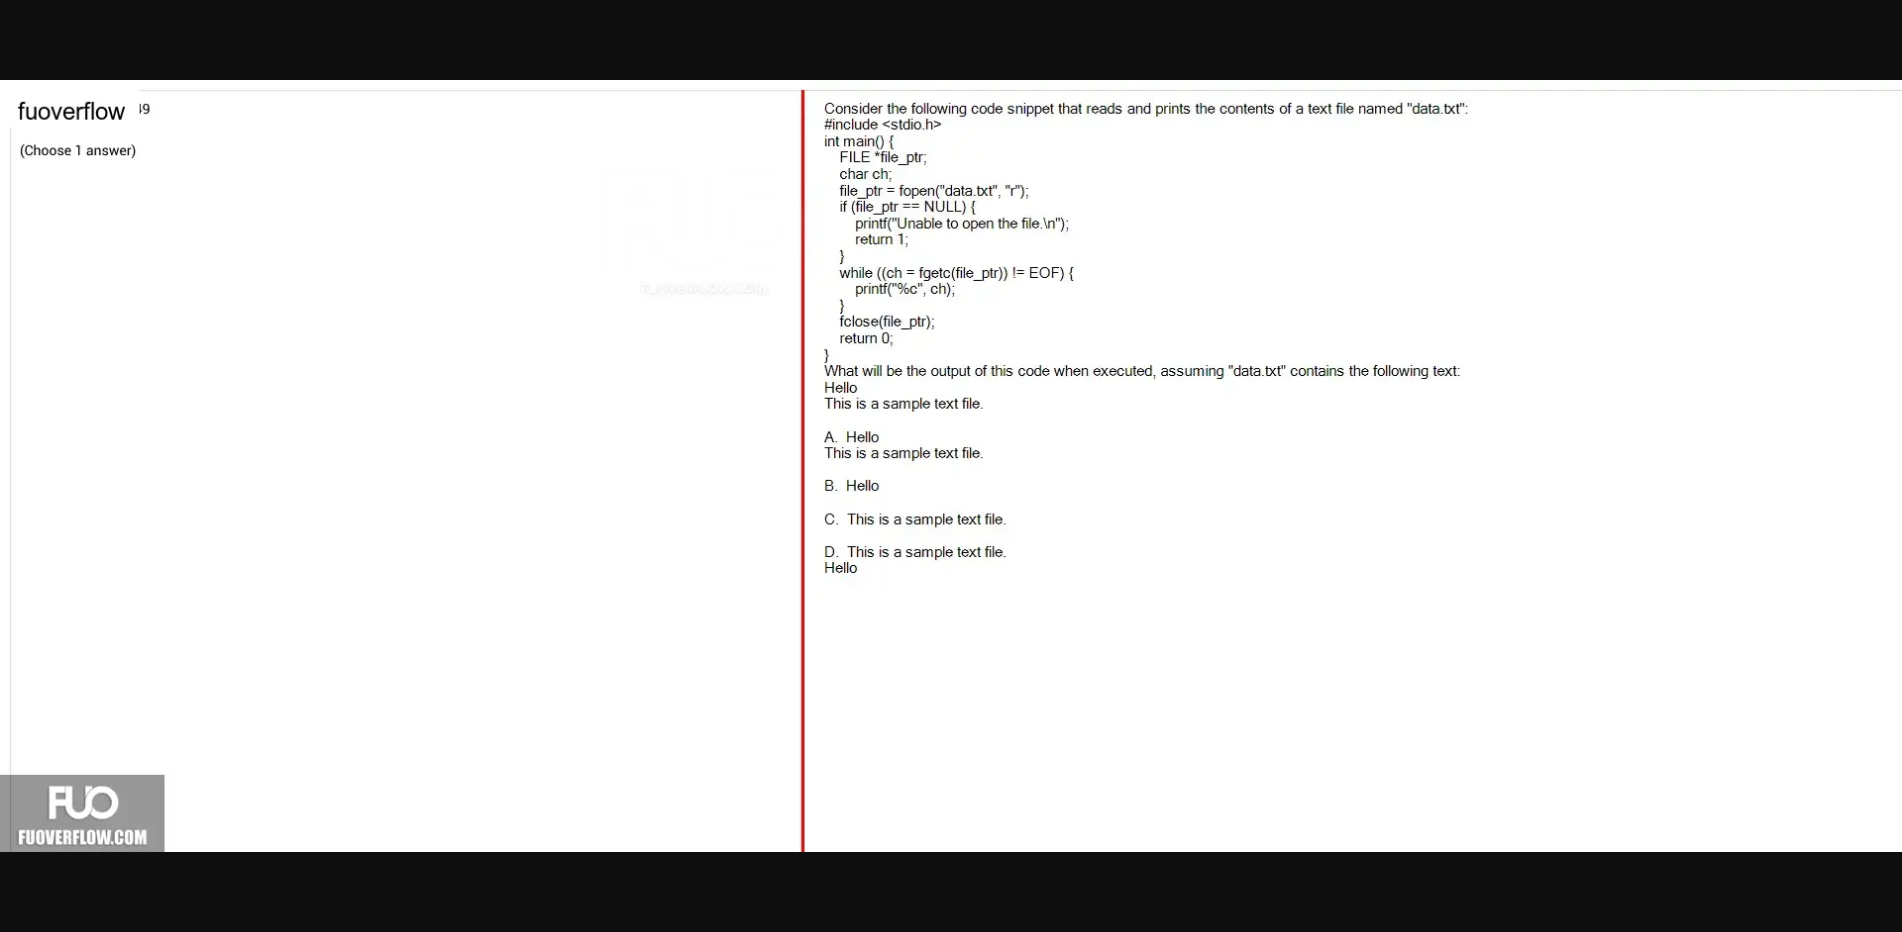 fuoverflow 49
(Choose 1 answer)
FUOVERFLOW.COM
Consider the following code snippet that reads and prints the contents of a text file named "data.txt":
#include <stdio.h>
int main() {
FILE *file_ptr;
char ch;
file_ptr = fopen("data.txt", "r");
if (file_ptr == NULL) {
printf("Unable to open the file.\n");
return 1;
}
while ((ch = fgetc(file_ptr)) != EOF) {
printf("%c", ch);
}
fclose(file_ptr);
return 0;
}
What will be the output of this code when executed, assuming "data.txt" contains the following text:
Hello
This is a sample text file.
A. Hello
This is a sample text file.
B. Hello
C. This is a sample text file.
D. This is a sample text file.
Hello
FUO
FUOVERFLOW.COM